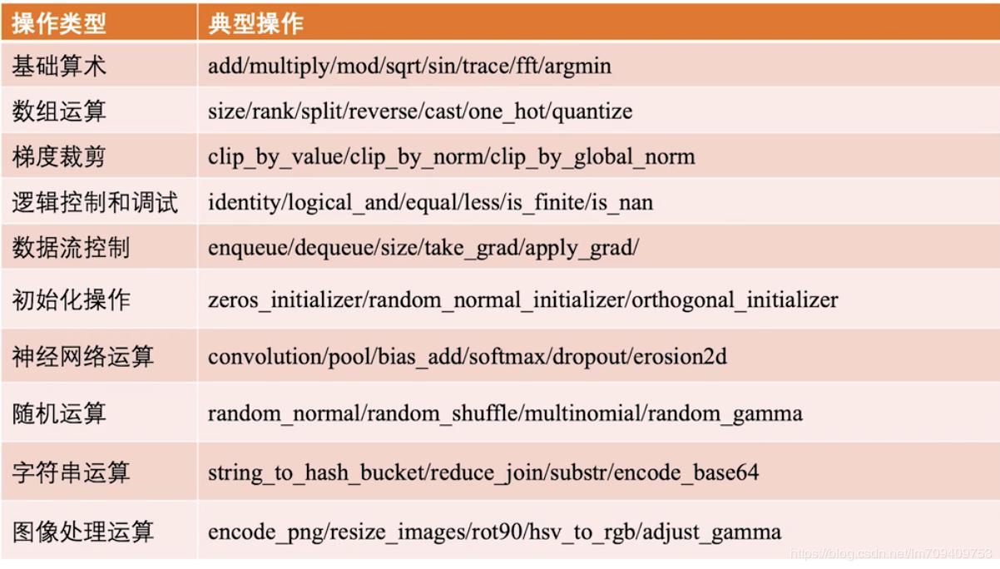 操作类型 典型操作
基础算术 add/multiply/mod/sqrt/sin/trace/fft/argmin
数组运算 size/rank/split/reverse/cast/one_hot/quantize
梯度裁剪 clip_by_value/clip_by_norm/clip_by_global_norm
逻辑控制和调试 identity/logical_and/equal/less/is_finite/is_nan
数据流控制 enqueue/dequeue/size/take_grad/apply_grad/
初始化操作 zeros_initializer/random_normal_initializer/orthogonal_initializer
神经网络运算 convolution/pool/bias_add/softmax/dropout/erosion2d
随机运算 random_normal/random_shuffle/multinomial/random_gamma
字符串运算 string_to_hash_bucket/reduce_join/substr/encode_base64
图像处理运算 encode_png/resize_images/rot90/hsv_to_rgb/adjust_gamma
https://blog.csdn.net/lm709409753